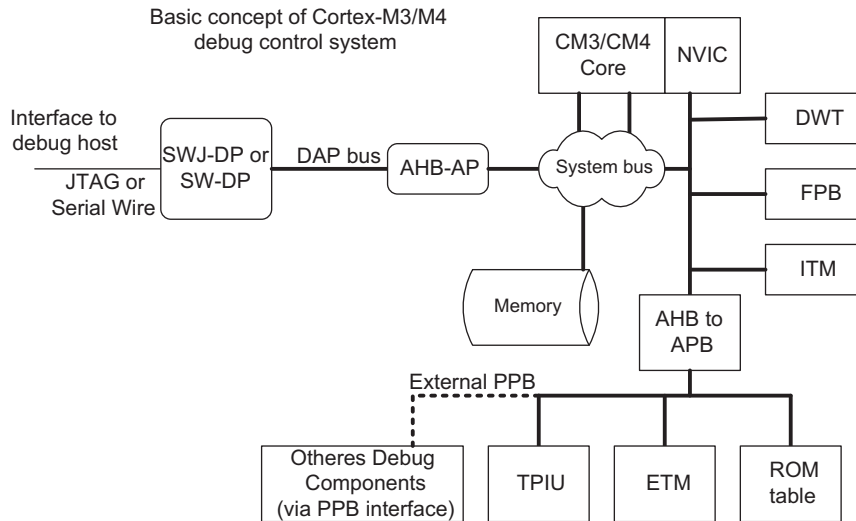 Basic concept of Cortex-M3/M4
debug control system
CM3/CM4
Core
NVIC
Interface to
debug host
DWT
SWJ-DP or
SW-DP
DAP bus
AHB-AP
System bus
JTAG or
Serial Wire
FPB
ITM
Memory
AHB to
APB
External PPB
Otheres Debug
Components
(via PPB interface)
TPIU
ETM
ROM
table